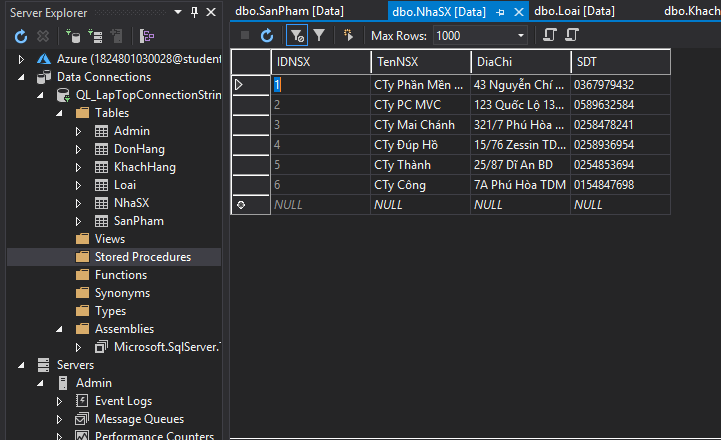 Server Explorer
Azure (1824801030028@student
Data Connections
QL_LapTopConnectionStrin
Tables
Admin
DonHang
KhachHang
Loai
NhaSX
SanPham
Views
Stored Procedures
Functions
Synonyms
Types
Assemblies
Microsoft.SqlServer.
Servers
Admin
Event Logs
Message Queues
Performance Counters
dbo.SanPham [Data] dbo.NhaSX [Data] dbo.Loai [Data] dbo.Khach
Max Rows: 1000
IDNSX TenNSX DiaChi SDT
1 CTy Phần Mền ... 43 Nguyễn Chí ... 0367979432
2 CTy PC MVC 123 Quốc Lộ 13... 0589632584
3 CTy Mai Chánh 321/7 Phú Hòa ... 0258478241
4 CTy Đúp Hồ 15/76 Zessin TD... 0258936954
5 CTy Thành 25/87 Dĩ An BD 0254853694
6 CTy Công 7A Phú Hòa TDM 0154847698
NULL NULL NULL NULL